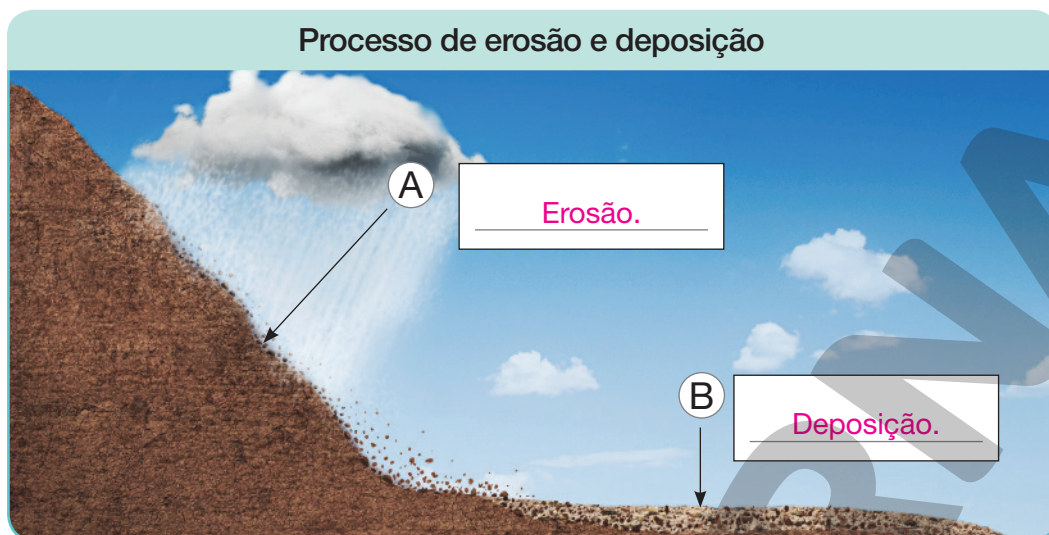 Processo de erosão e deposição
A
Erosão.
B
Deposição.